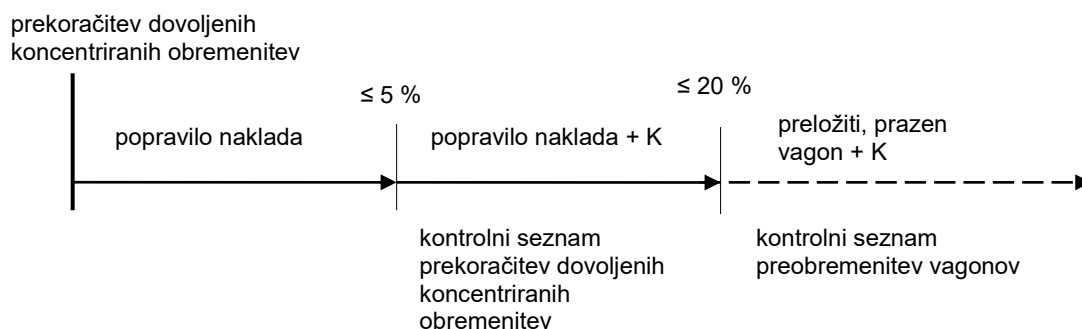 prekoračitev dovoljenih
koncentriranih obremenitev
≤ 5 %
≤ 20 %
popravilo naklada
popravilo naklada + K
preložiti, prazen
vagon + K
kontrolni seznam
prekoračitev dovoljenih
koncentriranih
obremenitev
kontrolni seznam
preobremenitev vagonov